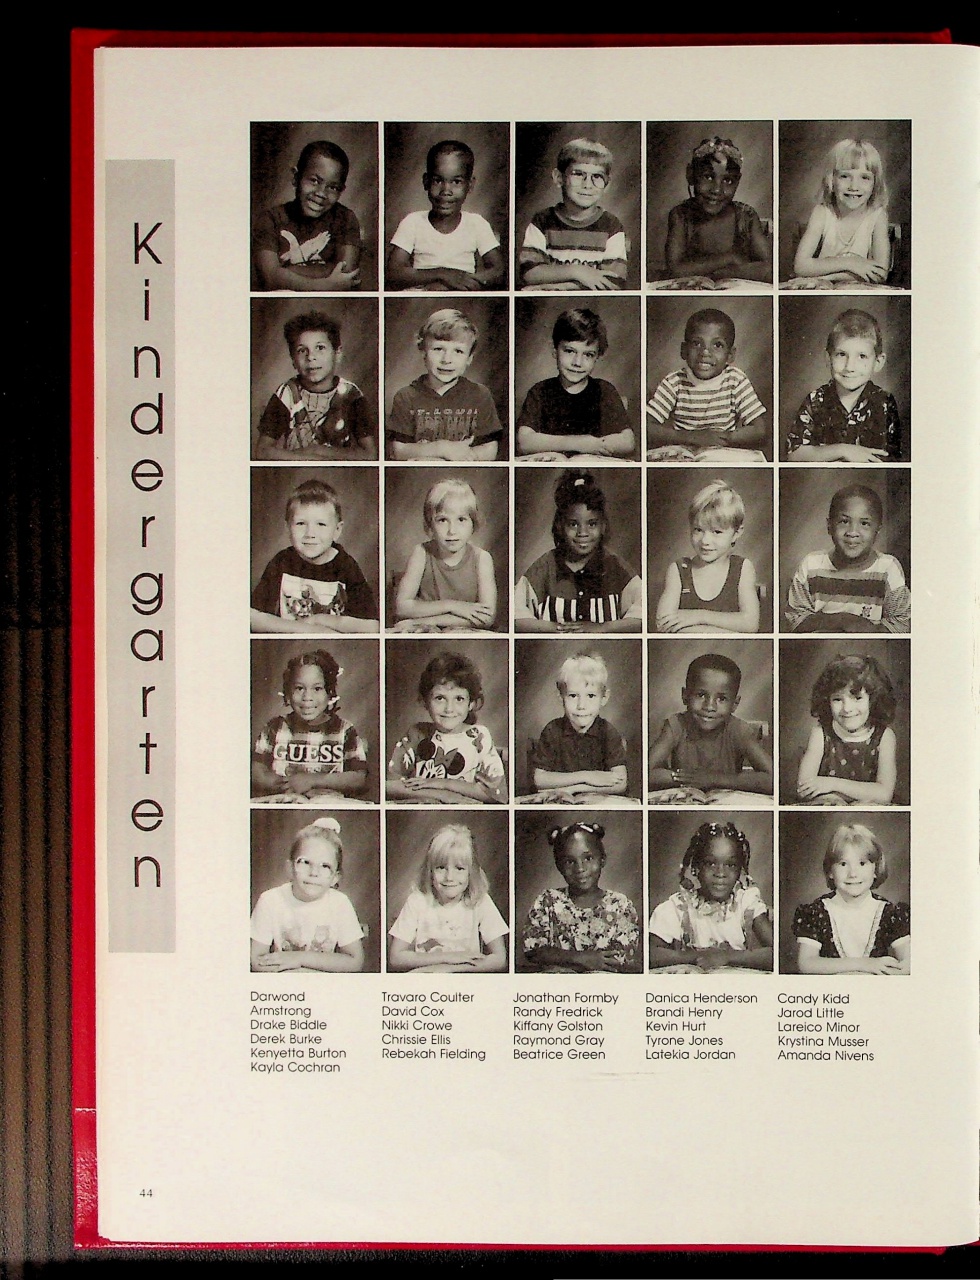 Kindergarten
GUESS
Darwond
Armstrong
Drake Biddle
Derek Burke
Kenyetta Burton
Kayla Cochran
Travaro Coulter
David Cox
Nikki Crowe
Chrissie Ellis
Rebekah Fielding
Jonathan Formby
Randy Fredrick
Kiffany Golston
Raymond Gray
Beatrice Green
Danica Henderson
Brandi Henry
Kevin Hurt
Tyrone Jones
Latekia Jordan
Candy Kidd
Jarod Little
Lareico Minor
Krystina Musser
Amanda Nivens
44